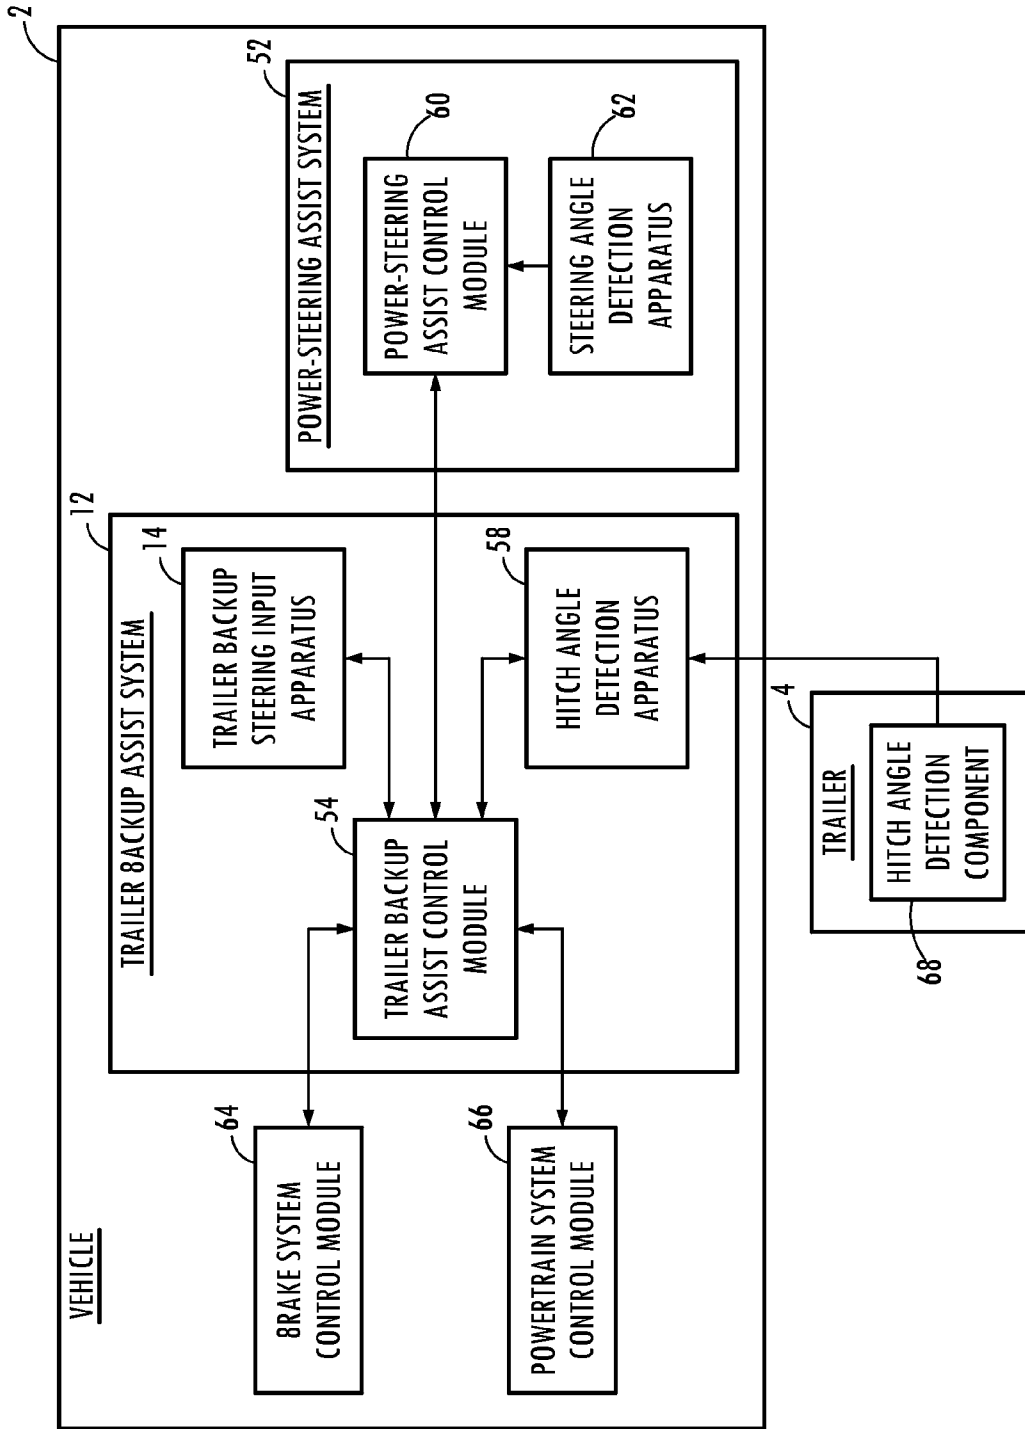 VEHICLE
2
12
TRAILER 8ACKUP ASSIST SYSTEM
14
TRAILER BACKUP
STEERING INPUT
APPARATUS
52
POWER-STEERING ASSIST SYSTEM
64
8RAKE SYSTEM
CONTROL MODULE
54
TRAILER BACKUP
ASSIST CONTROL
MODULE
60
POWER-STEERING
ASSIST CONTROL
MODULE
66
POWERTRAIN SYSTEM
CONTROL MODULE
58
HITCH ANGLE
DETECTION
APPARATUS
62
STEERING ANGLE
DETECTION
APPARATUS
4
TRAILER
HITCH ANGLE
DETECTION
COMPONENT
68